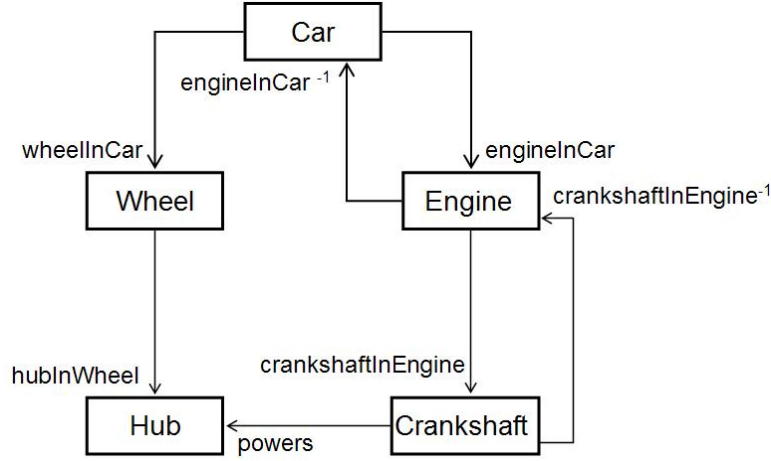 Car
engineInCar -1
wheelInCar
engineInCar
Wheel
Engine
crankshaftInEngine-1
hubInWheel
crankshaftInEngine
Hub
Crankshaft
powers